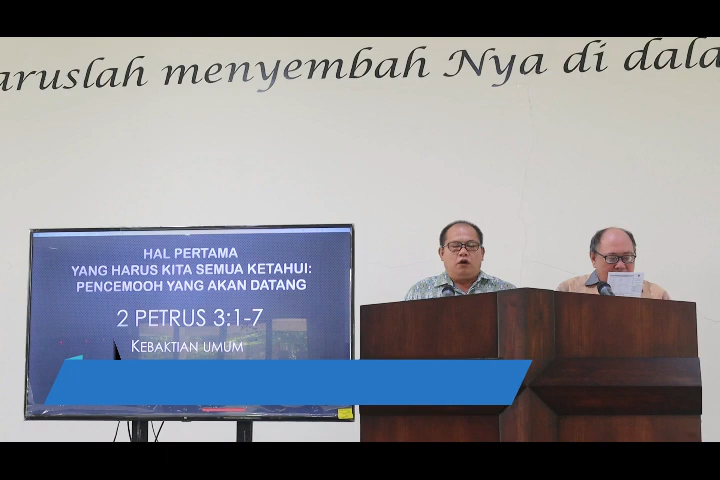 aruslah menyembah Nya di dala
HAL PERTAMA
YANG HARUS KITA SEMUA KETAHUI:
PENCEMOOH YANG AKAN DATANG
2 PETRUS 3:1-7
KEBAKTIAN UMUM